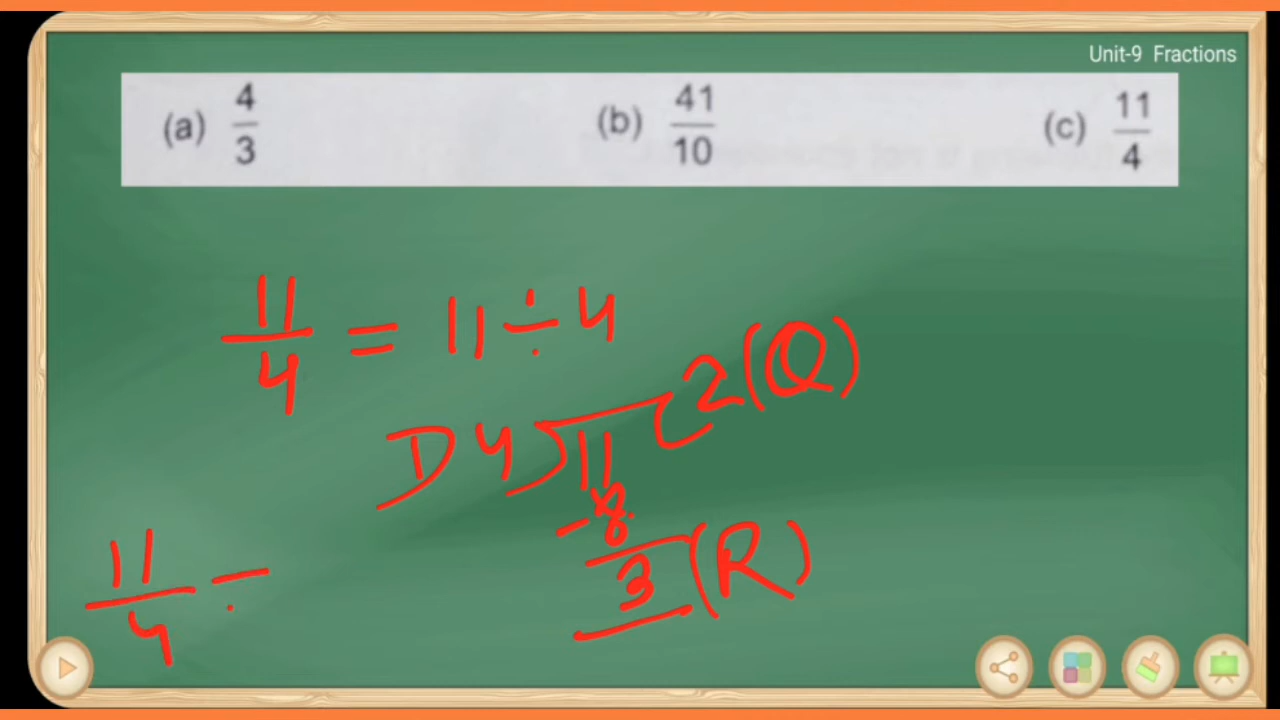 Unit-9 Fractions
(a) 4/3 (b) 41/10 (c) 11/4
11/4 = 11 ÷ 4
2 (Q)
D 4 11
-8
3 (R)
11/4